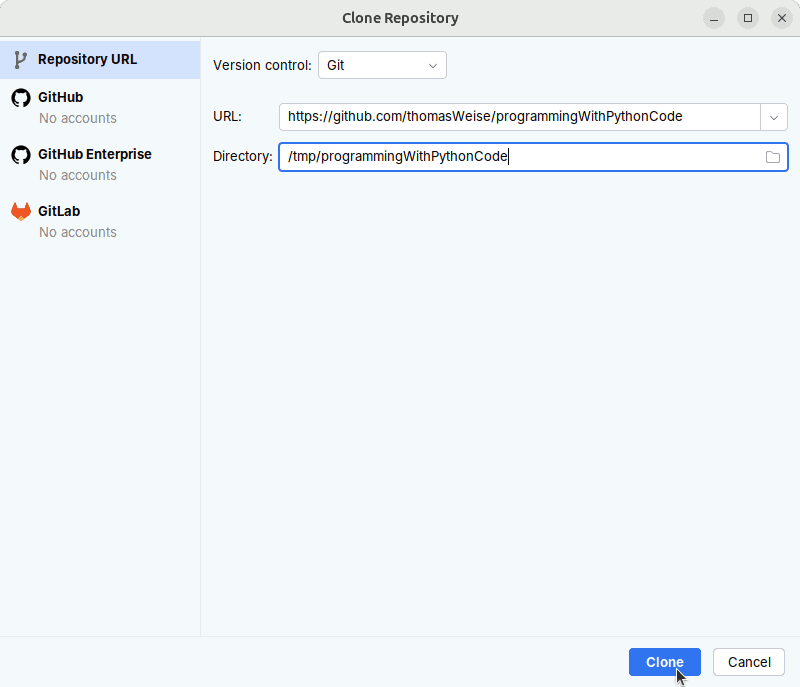 Clone Repository
Repository URL
GitHub
No accounts
GitHub Enterprise
No accounts
GitLab
No accounts
Version control: Git
URL: https://github.com/thomasWeise/programmingWithPythonCode
Directory: /tmp/programmingWithPythonCode
Clone Cancel